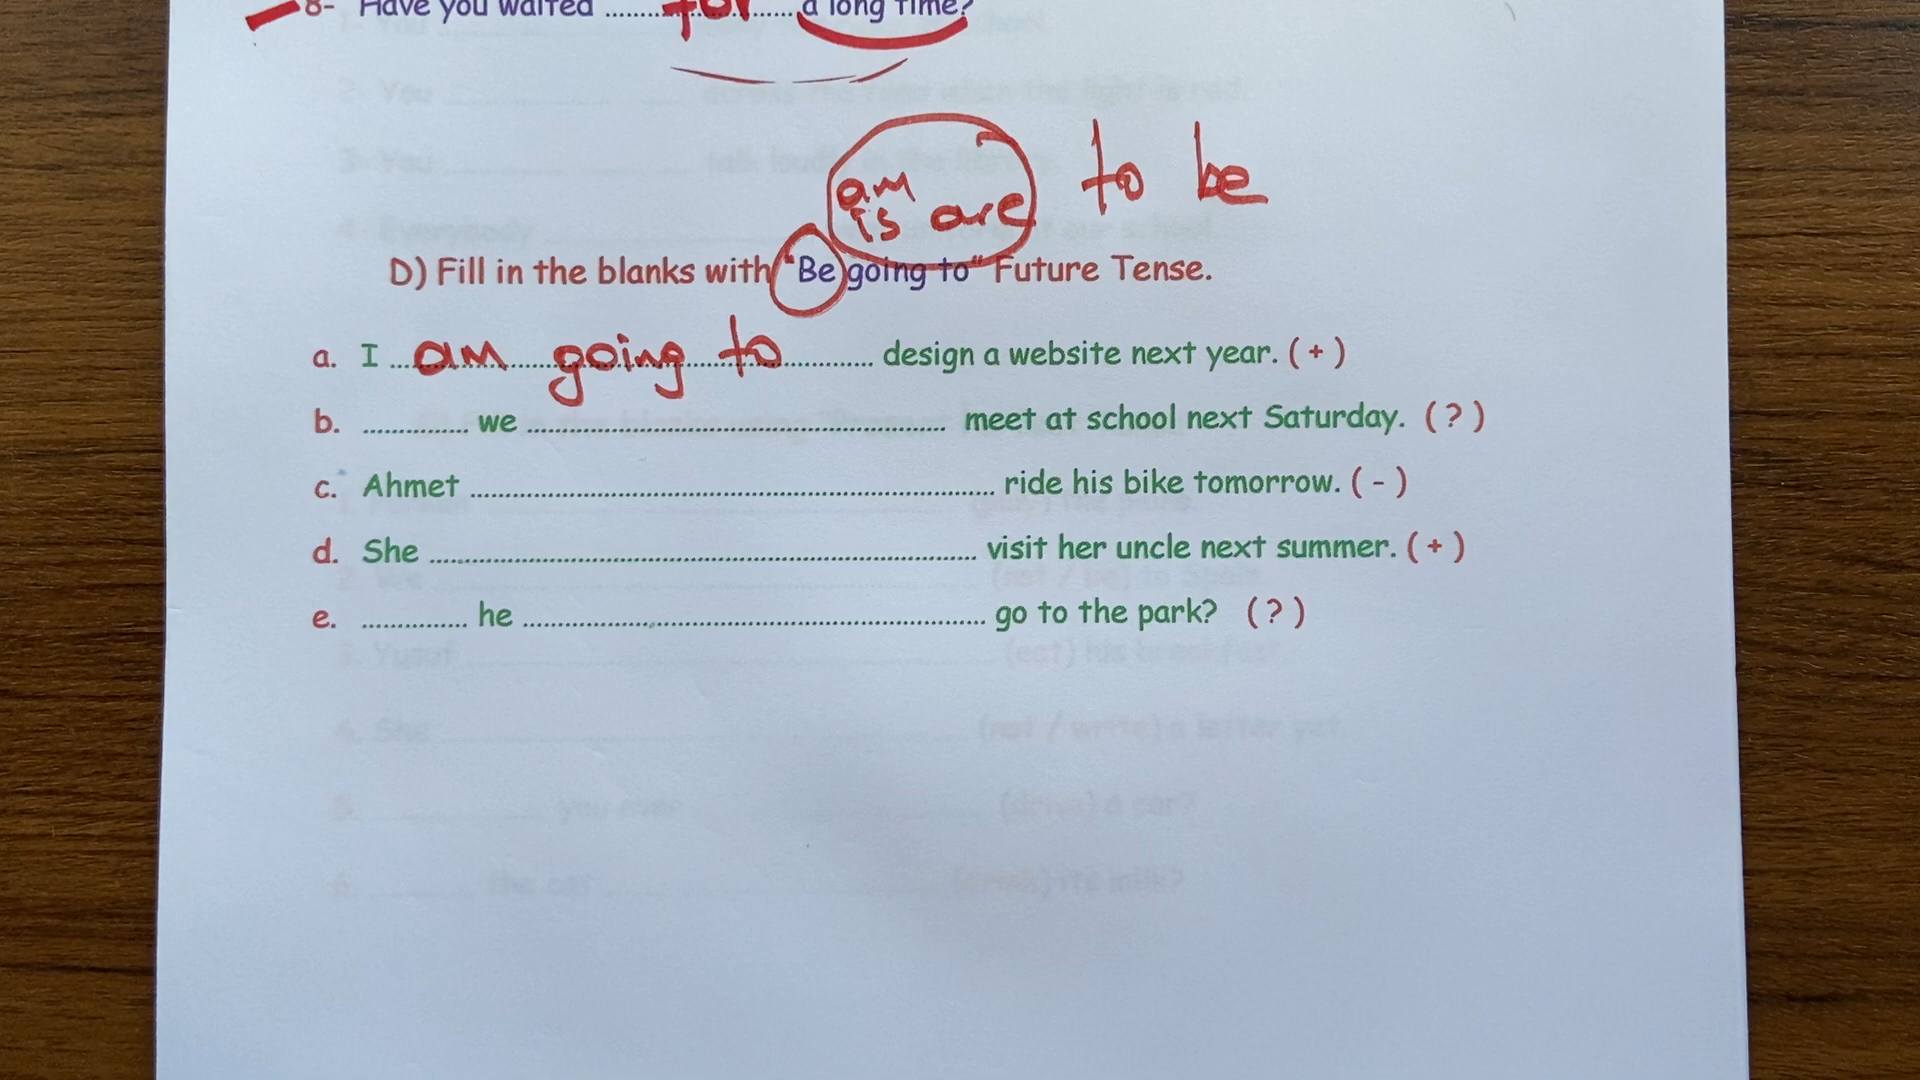 8- Have you waited ............for....... a long time?
am
is are to be
D) Fill in the blanks with "Be going to" Future Tense.
a. I ... am going to ............ design a website next year. ( + )
b. .............. we .................................................... meet at school next Saturday. ( ? )
c. Ahmet .................................................................. ride his bike tomorrow. ( - )
d. She .................................................................... visit her uncle next summer. ( + )
e. .............. he .......................................................... go to the park? ( ? )